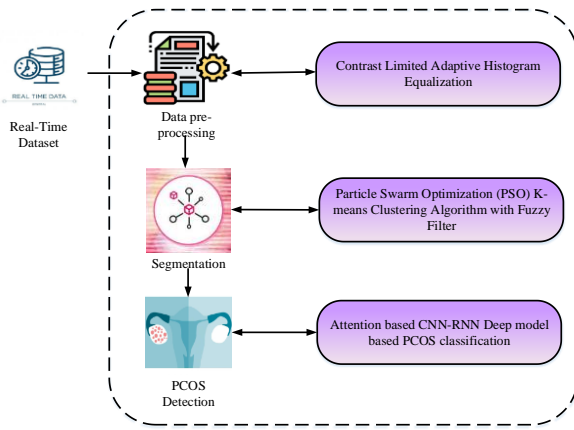 REAL TIME DATA
Real-Time
Dataset
Data pre-
processing
Contrast Limited Adaptive Histogram
Equalization
Segmentation
Particle Swarm Optimization (PSO) K-
means Clustering Algorithm with Fuzzy
Filter
PCOS
Detection
Attention based CNN-RNN Deep model
based PCOS classification